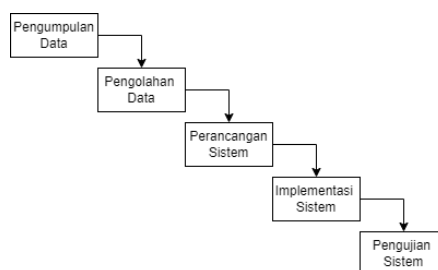 Pengumpulan
Data
Pengolahan
Data
Perancangan
Sistem
Implementasi
Sistem
Pengujian
Sistem